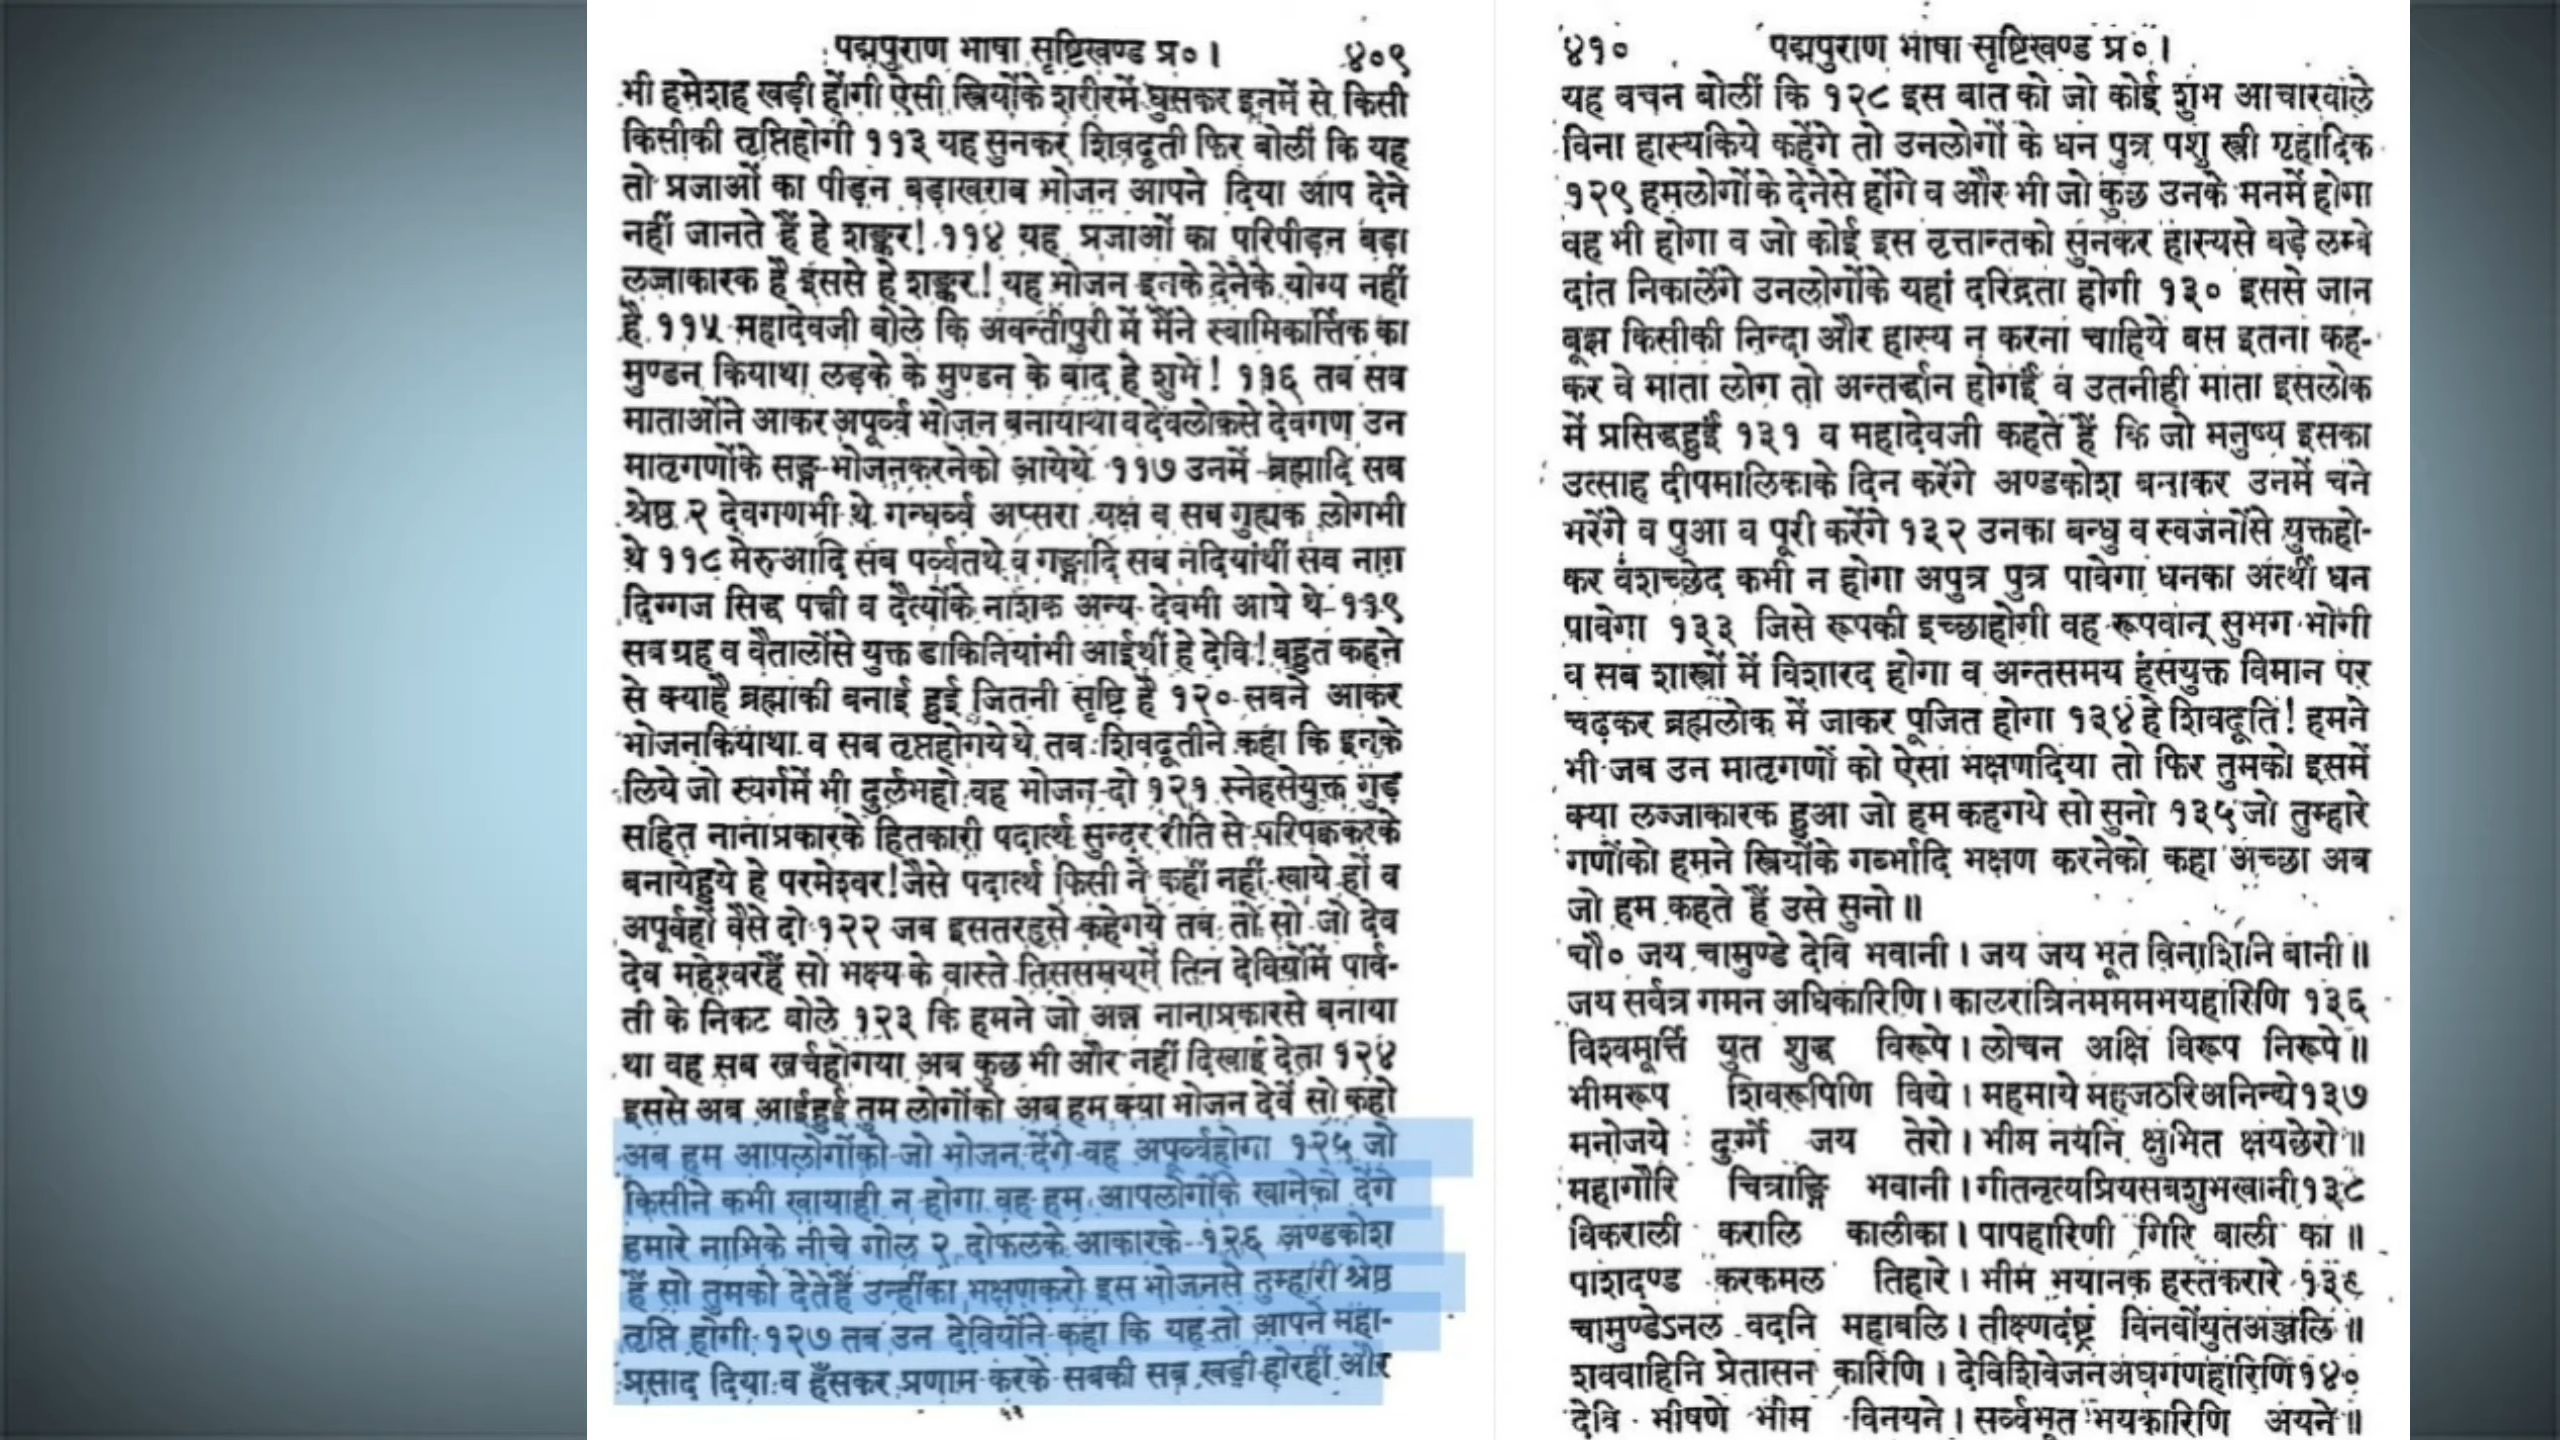 पद्मपुराण भाषा सृष्टिखण्ड प्र० । ४०९
भी हमेशह खड़ी होंगी ऐसी स्त्रियोंके शरीरमें घुसकर इनमें से किसी
किसीकी तृप्तिहोगी ११३ यह सुनकर शिवदूती फिर बोलीं कि यह
तो प्रजाओं का पीड़न बड़ाखराब भोजन आपने दिया आप देने
नहीं जानते हैं हे शङ्कर! ११४ यह प्रजाओं का परिपीड़न बड़ा
लज्जाकारक है इससे हे शङ्कर! यह भोजन इनके देनेके योग्य नहीं
है ११५ महादेवजी बोले कि अवन्तीपुरी में मैंने स्वामिकार्त्तिक का
मुण्डन कियाथा लड़के के मुण्डन के बाद हे शुभे! ११६ तब सब
माताओंने आकर अपूर्व्व भोजन बनायाथा व देवलोकसे देवगण उन
मातृगणोंके सङ्ग भोजनकरनेको आयेथे ११७ उनमें ब्रह्मादि सब
श्रेष्ठ २ देवगणभी थे गन्धर्व्व अप्सरा यक्ष व सब गुह्यक लोगभी
थे ११८ मेरुआदि सब पर्व्वतथे व गङ्गादि सब नदियांथीं सब नाग
दिग्गज सिद्ध पक्षी व दैत्योंके नाशक अन्य देवभी आये थे ११९
सब ग्रह व वैतालोंसे युक्त डाकिनियांभी आईथीं हे देवि! बहुत कहने
से क्याहै ब्रह्माकी बनाई हुई जितनी सृष्टि है १२० सबने आकर
भोजनकियाथा व सब तृप्तहोगयेथे तब शिवदूतीने कहा कि इनके
लिये जो स्वर्गमें भी दुर्लभहो वह भोजन दो १२१ स्नेहसेयुक्त गुड़
सहित नानाप्रकारके हितकारी पदार्त्थ सुन्दर रीति से परिपक्ककरके
बनायेहुये हे परमेश्वर! जैसे पदार्त्थ किसी ने कहीं नहीं खाये हों व
अपूर्वहों वैसे दो १२२ जब इसतरहसे कहेगये तब तो सो जो देव
देव महेश्वरहैं सो भक्ष्य के वास्ते तिससमयमें तिन देवियोंमें पार्व-
ती के निकट बोले १२३ कि हमने जो अन्न नानाप्रकारसे बनाया
था वह सब खर्चहोगया अब कुछ भी और नहीं दिखाई देता १२४
इससे अब आईहुई तुम लोगोंको अब हम क्या भोजन देवें सो कहो
अब हम आपलोगोंको जो भोजन देंगे वह अपूर्व्वहोगा १२५ जो
किसीने कभी खायाही न होगा वह हम आपलोगोंके खानेको देंगे
हमारे नाभिके नीचे गोल २ दोफलके आकारके १२६ अण्डकोश
हैं सो तुमको देतेहैं उन्हींका भक्षणकरो इस भोजनसे तुम्हारी श्रेष्ठ
तृप्ति होगी १२७ तब उन देवियोंने कहा कि यह तो आपने महा-
प्रसाद दिया व हँसकर प्रणाम करके सबकी सब खड़ी होरहीं और
४१० पद्मपुराण भाषा सृष्टिखण्ड प्र० ।
यह वचन बोलीं कि १२८ इस बात को जो कोई शुभ आचारवाले
विना हास्यकिये कहेंगे तो उनलोगों के धन पुत्र पशु स्त्री गृहादिक
१२९ हमलोगोंके देनेसे होंगे व और भी जो कुछ उनके मनमें होगा
वह भी होगा व जो कोई इस वृत्तान्तको सुनकर हास्यसे बड़े लम्बे
दांत निकालेंगे उनलोगोंके यहां दरिद्रता होगी १३० इससे जान
बूझ किसीकी निन्दा और हास्य न करना चाहिये बस इतना कह-
कर वे माता लोग तो अन्तर्द्धान होगईं व उतनीही माता इसलोक
में प्रसिद्धहुईं १३१ व महादेवजी कहते हैं कि जो मनुष्य इसका
उत्साह दीपमालिकाके दिन करेंगे अण्डकोश बनाकर उनमें चने
भरेंगे व पुआ व पूरी करेंगे १३२ उनका बन्धु व स्वजनोंसे युक्तहो-
कर वंशच्छेद कभी न होगा अपुत्र पुत्र पावेगा धनका अर्त्थी धन
पावेगा १३३ जिसे रूपकी इच्छाहोगी वह रूपवान् सुभग भोगी
व सब शास्त्रों में विशारद होगा व अन्तसमय हंसयुक्त विमान पर
चढ़कर ब्रह्मलोक में जाकर पूजित होगा १३४ हे शिवदूति! हमने
भी जब उन मातृगणों को ऐसा भक्षणदिया तो फिर तुमको इसमें
क्या लज्जाकारक हुआ जो हम कहगये सो सुनो १३५ जो तुम्हारे
गणोंको हमने स्त्रियोंके गर्ब्भादि भक्षण करनेको कहा अच्छा अब
जो हम कहते हैं उसे सुनो ॥
चौ० जय चामुण्डे देवि भवानी । जय जय भूत विनाशिनि बानी ॥
जय सर्वत्र गमन अधिकारिणि । कालरात्रिनमममभयहारिणि १३६
विश्वमूर्त्ति युत शुद्ध विरूपे । लोचन अक्षि विरूप निरूपे ॥
भीमरूप शिवरूपिणि विद्ये । महमाये महजठरिअनिन्द्ये१३७
मनोजये दुर्ग्गे जय तेरो । भीम नयनि क्षुभित क्षयछेरो ॥
महागौरि चित्राङ्गि भवानी । गीतनृत्यप्रियसबशुभखानी१३८
विकराली करालि कालीका । पापहारिणी गिरि बाली का ॥
पाशदण्ड करकमल तिहारे । भीम भयानक हस्तकरारे १३९
चामुण्डेऽनल वदनि महाबलि । तीक्ष्णदंष्ट्र विनवोंयुतअञ्जलि ॥
शववाहिनि प्रेतासन कारिणि । देविशिवेजनअघगणहारिणि१४०
देवि भीषणे भीम विनयने । सर्व्वभूत भयकारिणि अयने ॥